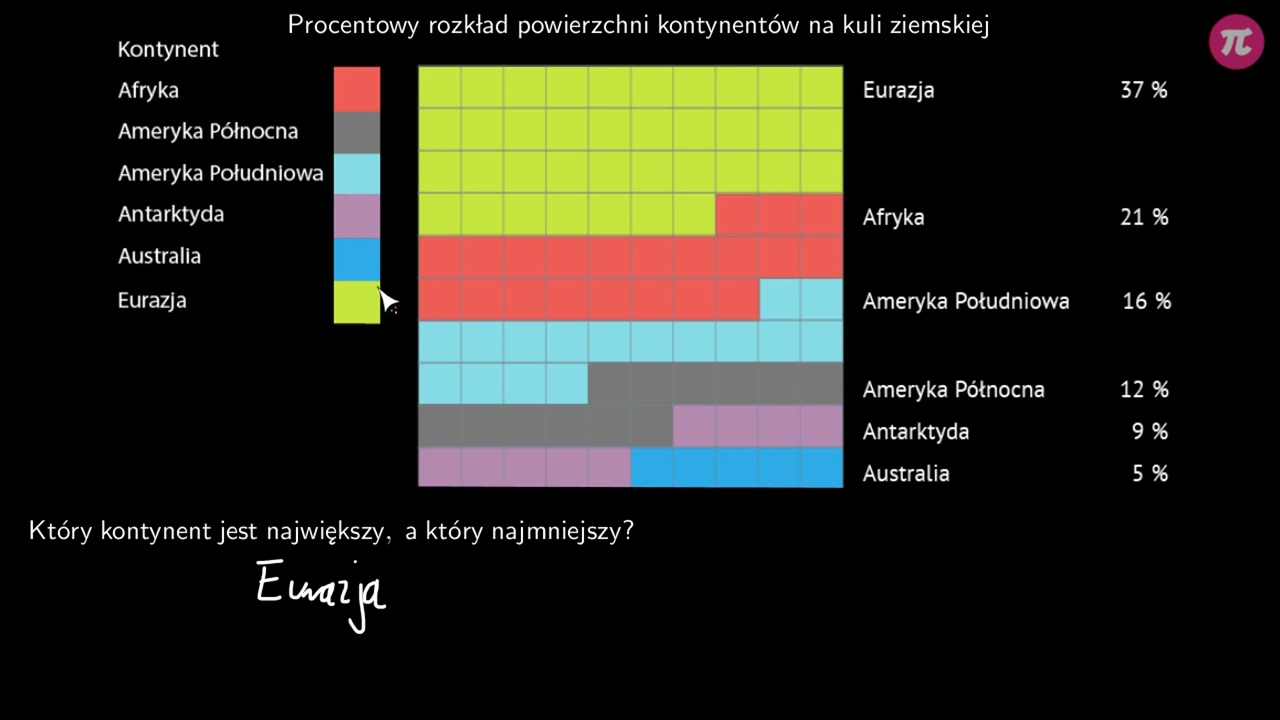 Procentowy rozkład powierzchni kontynentów na kuli ziemskiej
π
Kontynent
Afryka
Ameryka Północna
Ameryka Południowa
Antarktyda
Australia
Eurazja
Eurazja 37 %
Afryka 21 %
Ameryka Południowa 16 %
Ameryka Północna 12 %
Antarktyda 9 %
Australia 5 %
Który kontynent jest największy, a który najmniejszy?
Eurazja